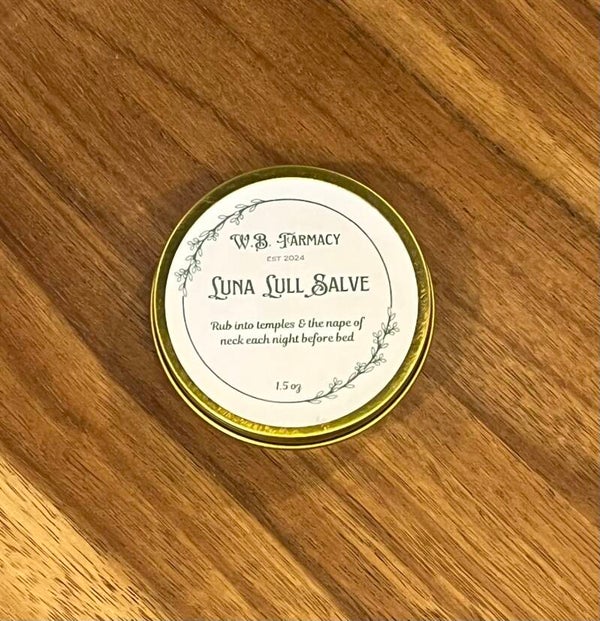 W.B. Farmacy
EST 2024
Luna Lull Salve
Rub into temples & the nape of
neck each night before bed
1.5 oz